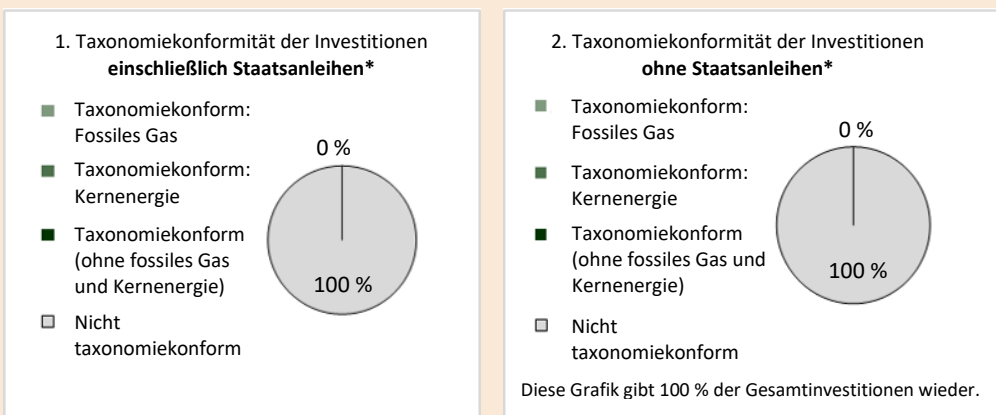 1. Taxonomiekonformität der Investitionen
einschließlich Staatsanleihen*
Taxonomiekonform:
Fossiles Gas
Taxonomiekonform:
Kernenergie
Taxonomiekonform
(ohne fossiles Gas
und Kernenergie)
Nicht
taxonomiekonform
0 %
100 %
2. Taxonomiekonformität der Investitionen
ohne Staatsanleihen*
Taxonomiekonform:
Fossiles Gas
Taxonomiekonform:
Kernenergie
Taxonomiekonform
(ohne fossiles Gas und
Kernenergie)
Nicht
taxonomiekonform
0 %
100 %
Diese Grafik gibt 100 % der Gesamtinvestitionen wieder.